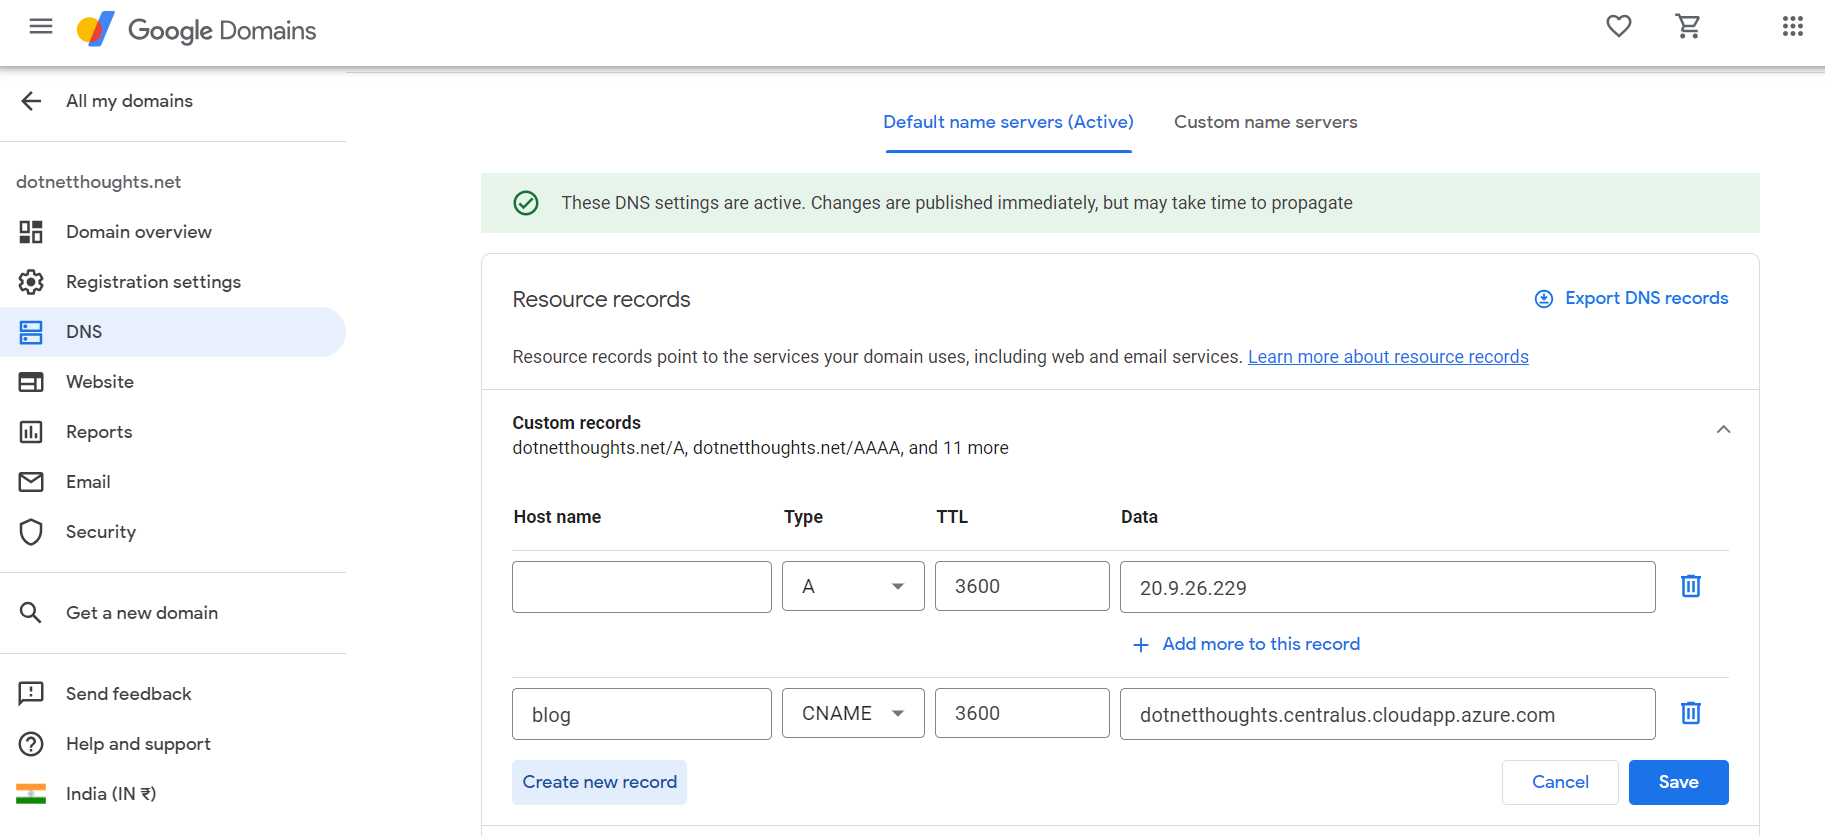 Google Domains
All my domains
dotnetthoughts.net
Domain overview
Registration settings
DNS
Website
Reports
Email
Security
Get a new domain
Send feedback
Help and support
India (IN ₹)
Default name servers (Active) Custom name servers
These DNS settings are active. Changes are published immediately, but may take time to propagate
Resource records Export DNS records
Resource records point to the services your domain uses, including web and email services. Learn more about resource records
Custom records
dotnetthoughts.net/A, dotnetthoughts.net/AAAA, and 11 more
Host name Type TTL Data
A 3600 20.9.26.229
Add more to this record
blog CNAME 3600 dotnetthoughts.centralus.cloudapp.azure.com
Create new record Cancel Save